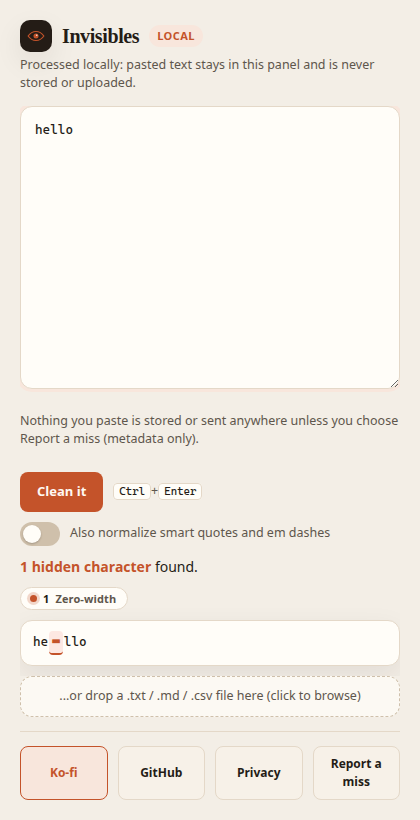 Invisibles LOCAL
Processed locally: pasted text stays in this panel and is never
stored or uploaded.
hello
Nothing you paste is stored or sent anywhere unless you choose
Report a miss (metadata only).
Clean it Ctrl+Enter
Also normalize smart quotes and em dashes
1 hidden character found.
1 Zero-width
hello
...or drop a .txt / .md / .csv file here (click to browse)
Ko-fi GitHub Privacy Report a
miss